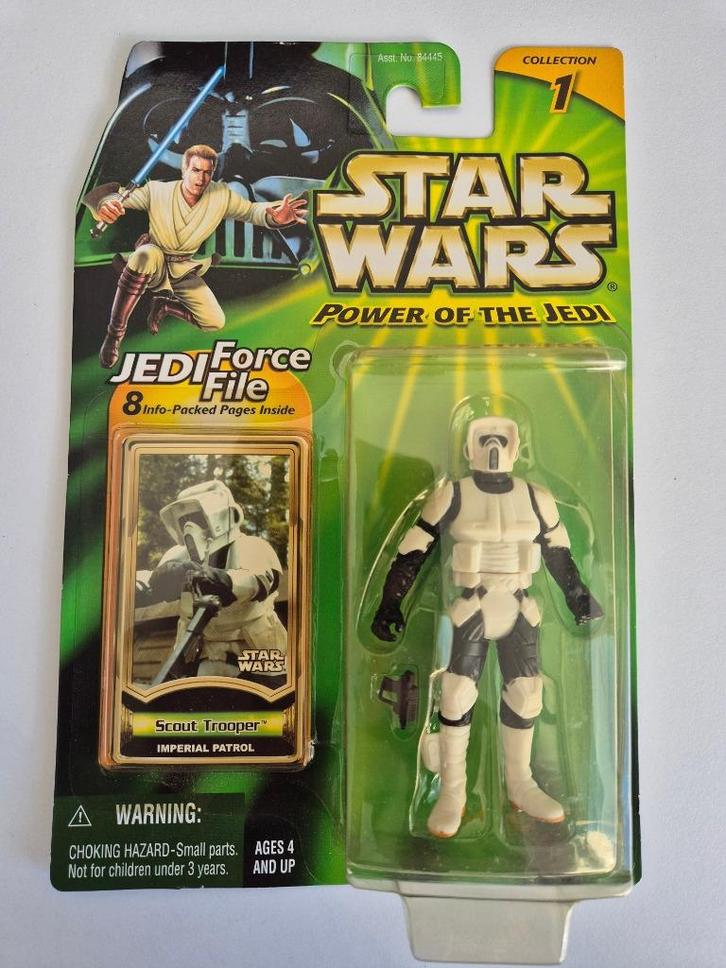 Asst. No. 84445
COLLECTION
1
STAR
WARS®
POWER OF THE JEDI
JEDI Force
File
8 Info-Packed Pages Inside
STAR
WARS
Scout Trooper™
IMPERIAL PATROL
WARNING:
CHOKING HAZARD-Small parts.
Not for children under 3 years.
AGES 4
AND UP